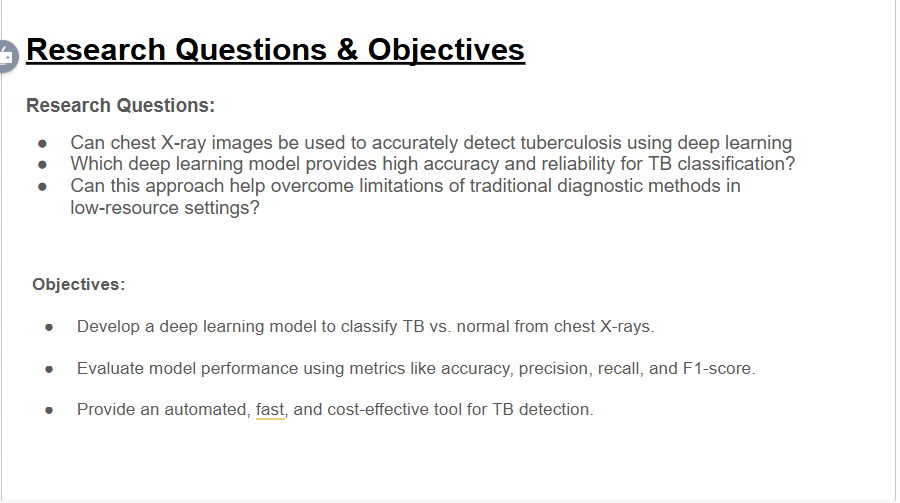 Research Questions & Objectives
Research Questions:
● Can chest X-ray images be used to accurately detect tuberculosis using deep learning
● Which deep learning model provides high accuracy and reliability for TB classification?
● Can this approach help overcome limitations of traditional diagnostic methods in
low-resource settings?
Objectives:
● Develop a deep learning model to classify TB vs. normal from chest X-rays.
● Evaluate model performance using metrics like accuracy, precision, recall, and F1-score.
● Provide an automated, fast, and cost-effective tool for TB detection.